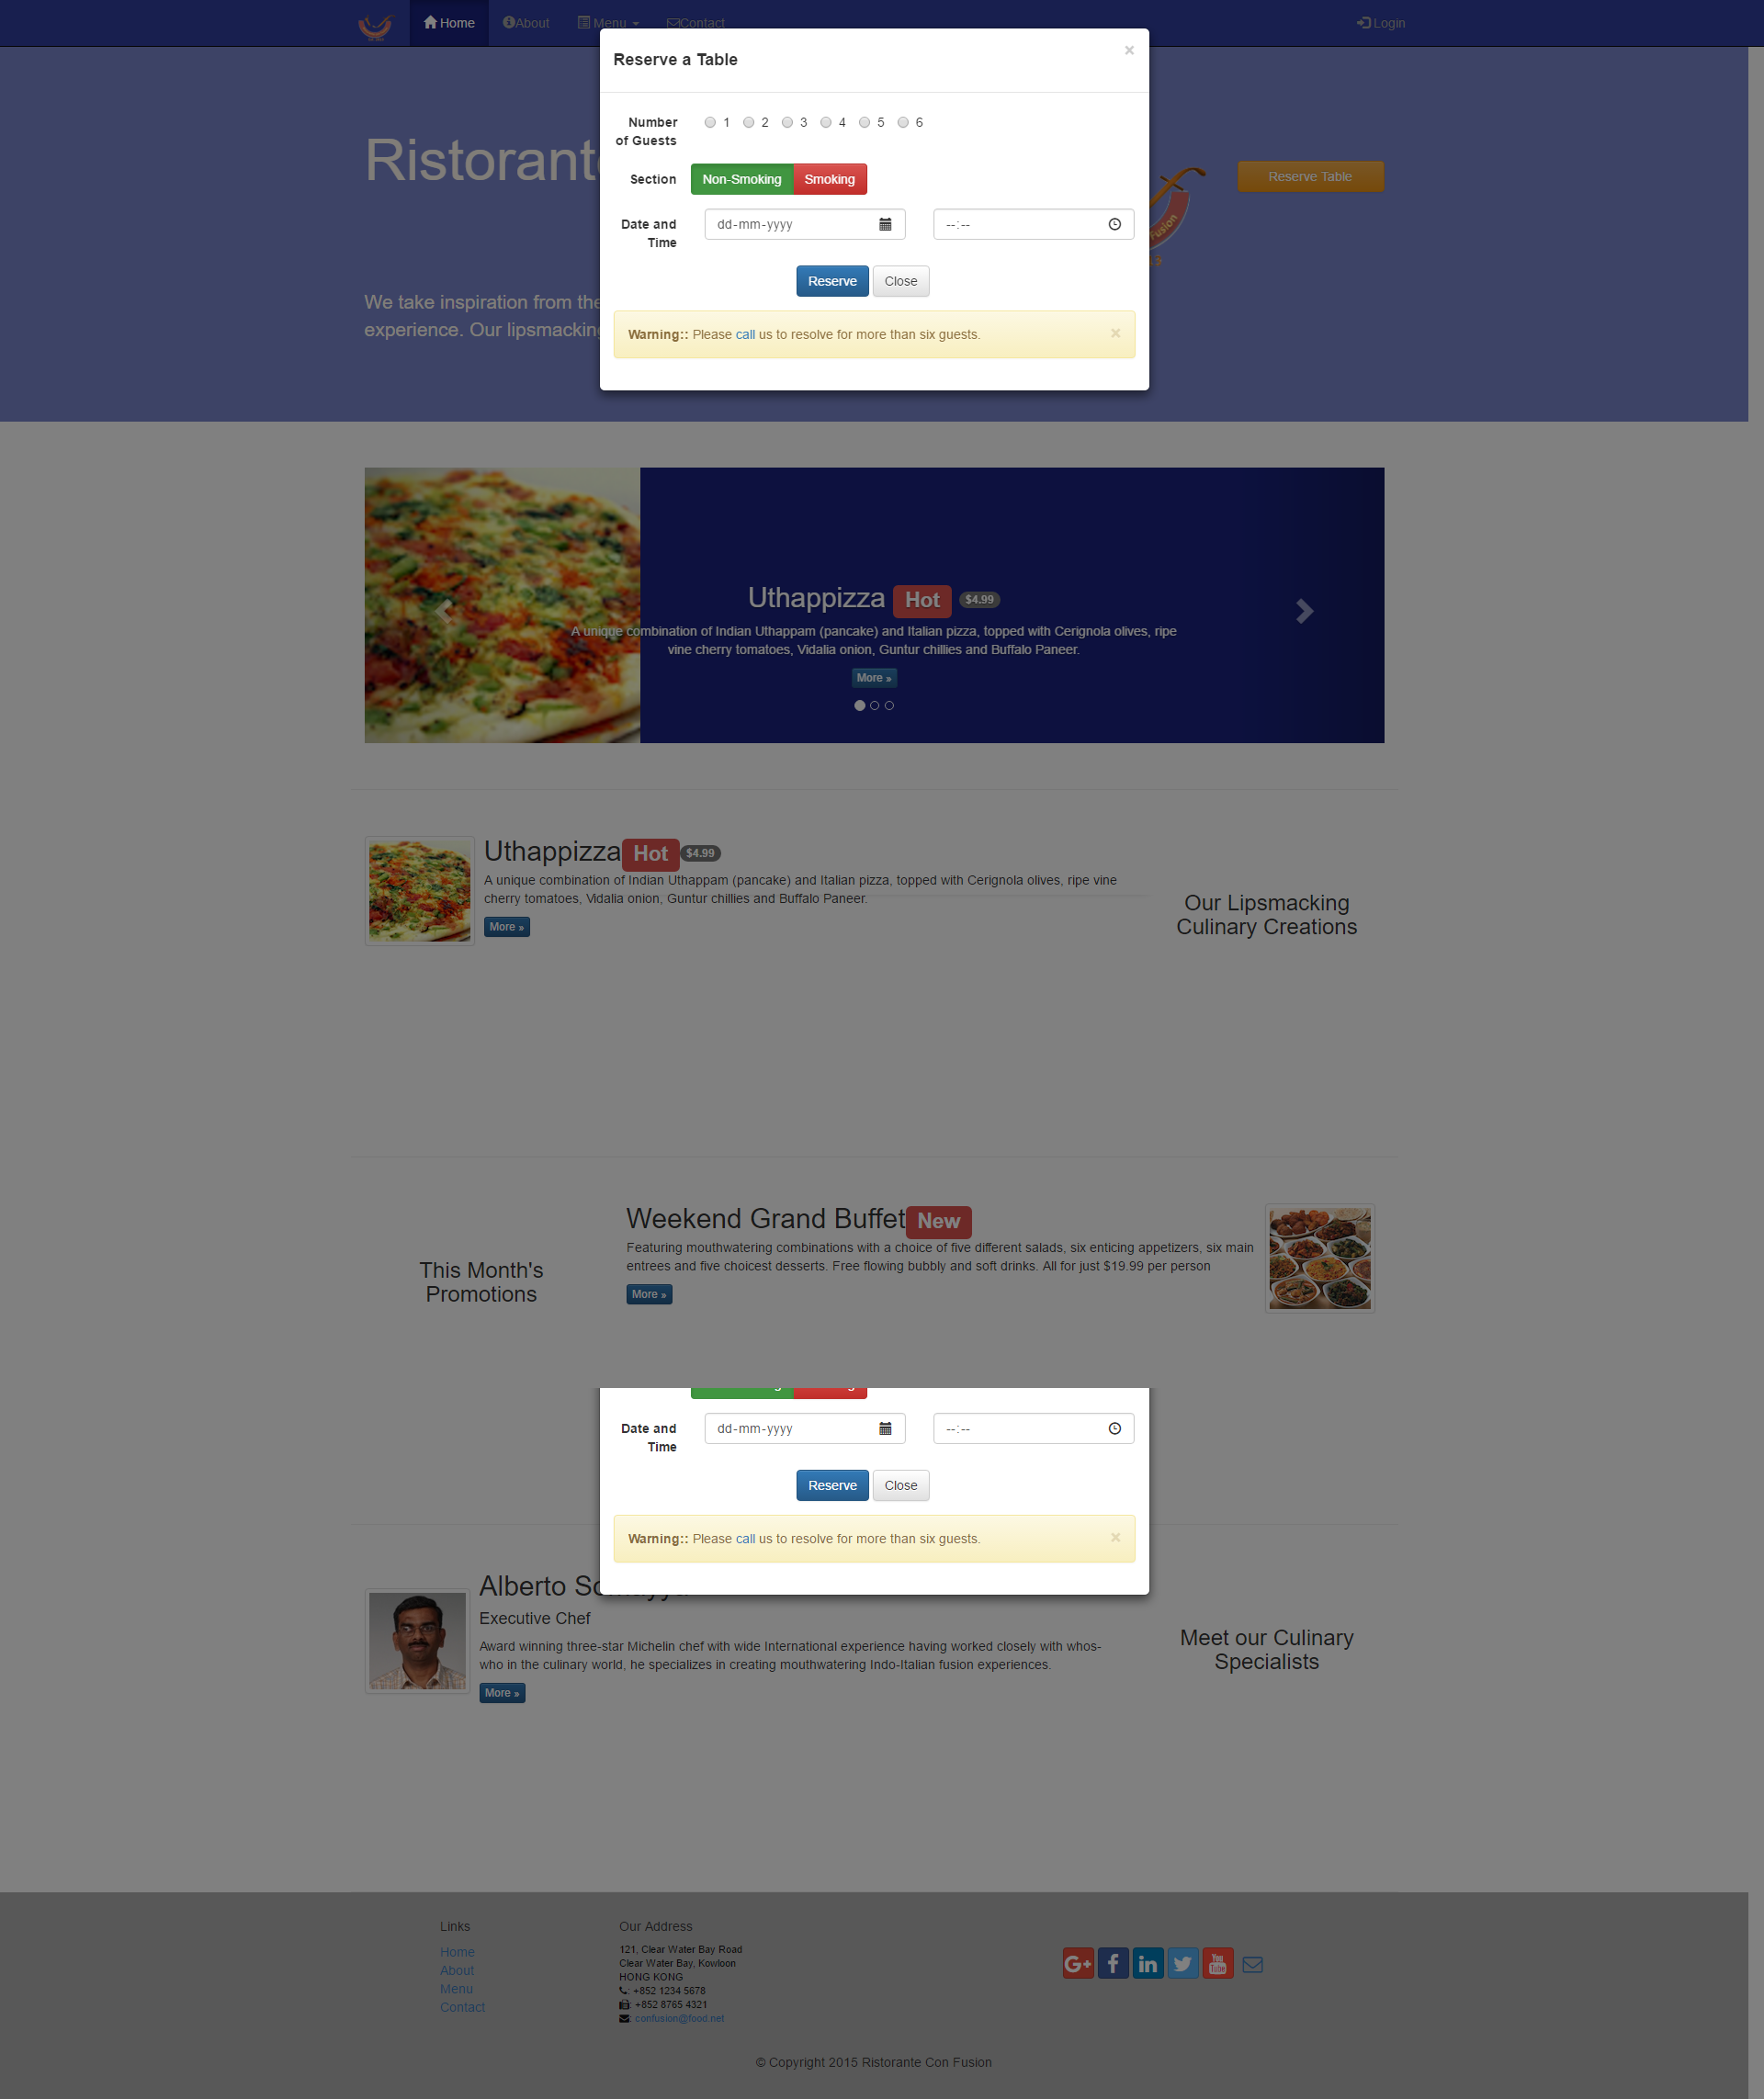 Home
About
Menu
Contact
Login
Reserve a Table
×
Number of Guests
1 2 3 4 5 6
Section
Non-Smoking
Smoking
Date and Time
dd-mm-yyyy
--:--
Reserve
Close
Warning:: Please call us to resolve for more than six guests.
×
Ristorante
Reserve Table
Fusion
We take inspiration from the
experience. Our lipsmacking
Uthappizza Hot $4.99
A unique combination of Indian Uthappam (pancake) and Italian pizza, topped with Cerignola olives, ripe
vine cherry tomatoes, Vidalia onion, Guntur chillies and Buffalo Paneer.
More »
Uthappizza Hot $4.99
A unique combination of Indian Uthappam (pancake) and Italian pizza, topped with Cerignola olives, ripe vine
cherry tomatoes, Vidalia onion, Guntur chillies and Buffalo Paneer.
More »
Our Lipsmacking
Culinary Creations
This Month's
Promotions
Weekend Grand Buffet New
Featuring mouthwatering combinations with a choice of five different salads, six enticing appetizers, six main
entrees and five choicest desserts. Free flowing bubbly and soft drinks. All for just $19.99 per person
More »
Date and
Time
dd-mm-yyyy
--:--
Reserve
Close
Warning:: Please call us to resolve for more than six guests.
×
Alberto
Executive Chef
Award winning three-star Michelin chef with wide International experience having worked closely with whos-
who in the culinary world, he specializes in creating mouthwatering Indo-Italian fusion experiences.
More »
Meet our Culinary
Specialists
Links
Home
About
Menu
Contact
Our Address
121, Clear Water Bay Road
Clear Water Bay, Kowloon
HONG KONG
: +852 1234 5678
: +852 8765 4321
: confusion@food.net
G+ f in You Tube
© Copyright 2015 Ristorante Con Fusion